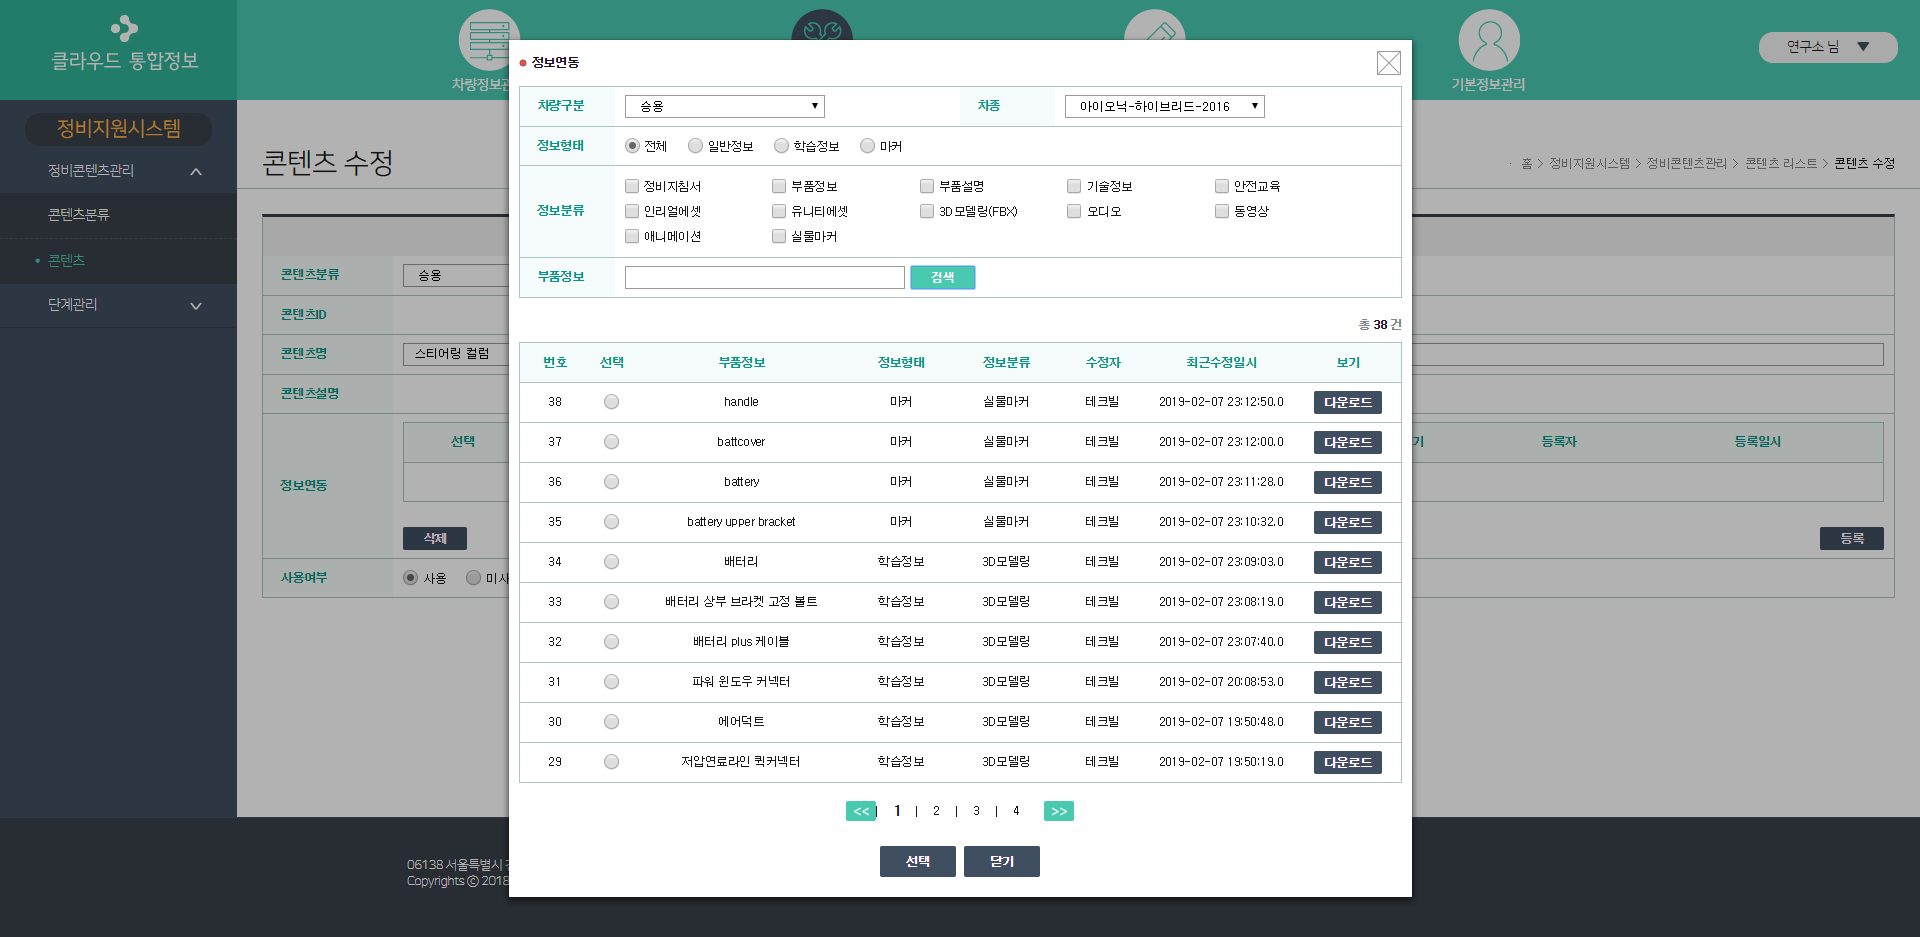 클라우드 통합정보
차량정보관
기본정보관리
연구소 님 ▼
정비지원시스템
정비콘텐츠관리
콘텐츠분류
• 콘텐츠
단계관리
콘텐츠 수정
홈 > 정비지원시스템 > 정비콘텐츠관리 > 콘텐츠 리스트 > 콘텐츠 수정
콘텐츠분류 승용
콘텐츠ID
콘텐츠명 스티어링 컬럼
콘텐츠설명
정보연동
선택 기 등록자 등록일시
삭제 등록
사용여부 사용 미사
정보연동
차량구분 승용 차종 아이오닉-하이브리드-2016
정보형태 전체 일반정보 학습정보 마커
정보분류
정비지침서 부품정보 부품설명 기술정보 안전교육
인리얼에셋 유니티에셋 3D모델링(FBX) 오디오 동영상
애니메이션 실물마커
부품정보 검색
총 38 건
번호 선택 부품정보 정보형태 정보분류 수정자 최근수정일시 보기
38 handle 마커 실물마커 테크빌 2019-02-07 23:12:50.0 다운로드
37 battcover 마커 실물마커 테크빌 2019-02-07 23:12:00.0 다운로드
36 battery 마커 실물마커 테크빌 2019-02-07 23:11:28.0 다운로드
35 battery upper bracket 마커 실물마커 테크빌 2019-02-07 23:10:32.0 다운로드
34 배터리 학습정보 3D모델링 테크빌 2019-02-07 23:09:03.0 다운로드
33 배터리 상부 브라켓 고정 볼트 학습정보 3D모델링 테크빌 2019-02-07 23:08:19.0 다운로드
32 배터리 plus 케이블 학습정보 3D모델링 테크빌 2019-02-07 23:07:40.0 다운로드
31 파워 윈도우 커넥터 학습정보 3D모델링 테크빌 2019-02-07 20:08:53.0 다운로드
30 에어덕트 학습정보 3D모델링 테크빌 2019-02-07 19:50:48.0 다운로드
29 저압연료라인 퀵커넥터 학습정보 3D모델링 테크빌 2019-02-07 19:50:19.0 다운로드
<< | 1 | 2 | 3 | 4 >>
선택 닫기
06138 서울특별시
Copyrights ⓒ 2018